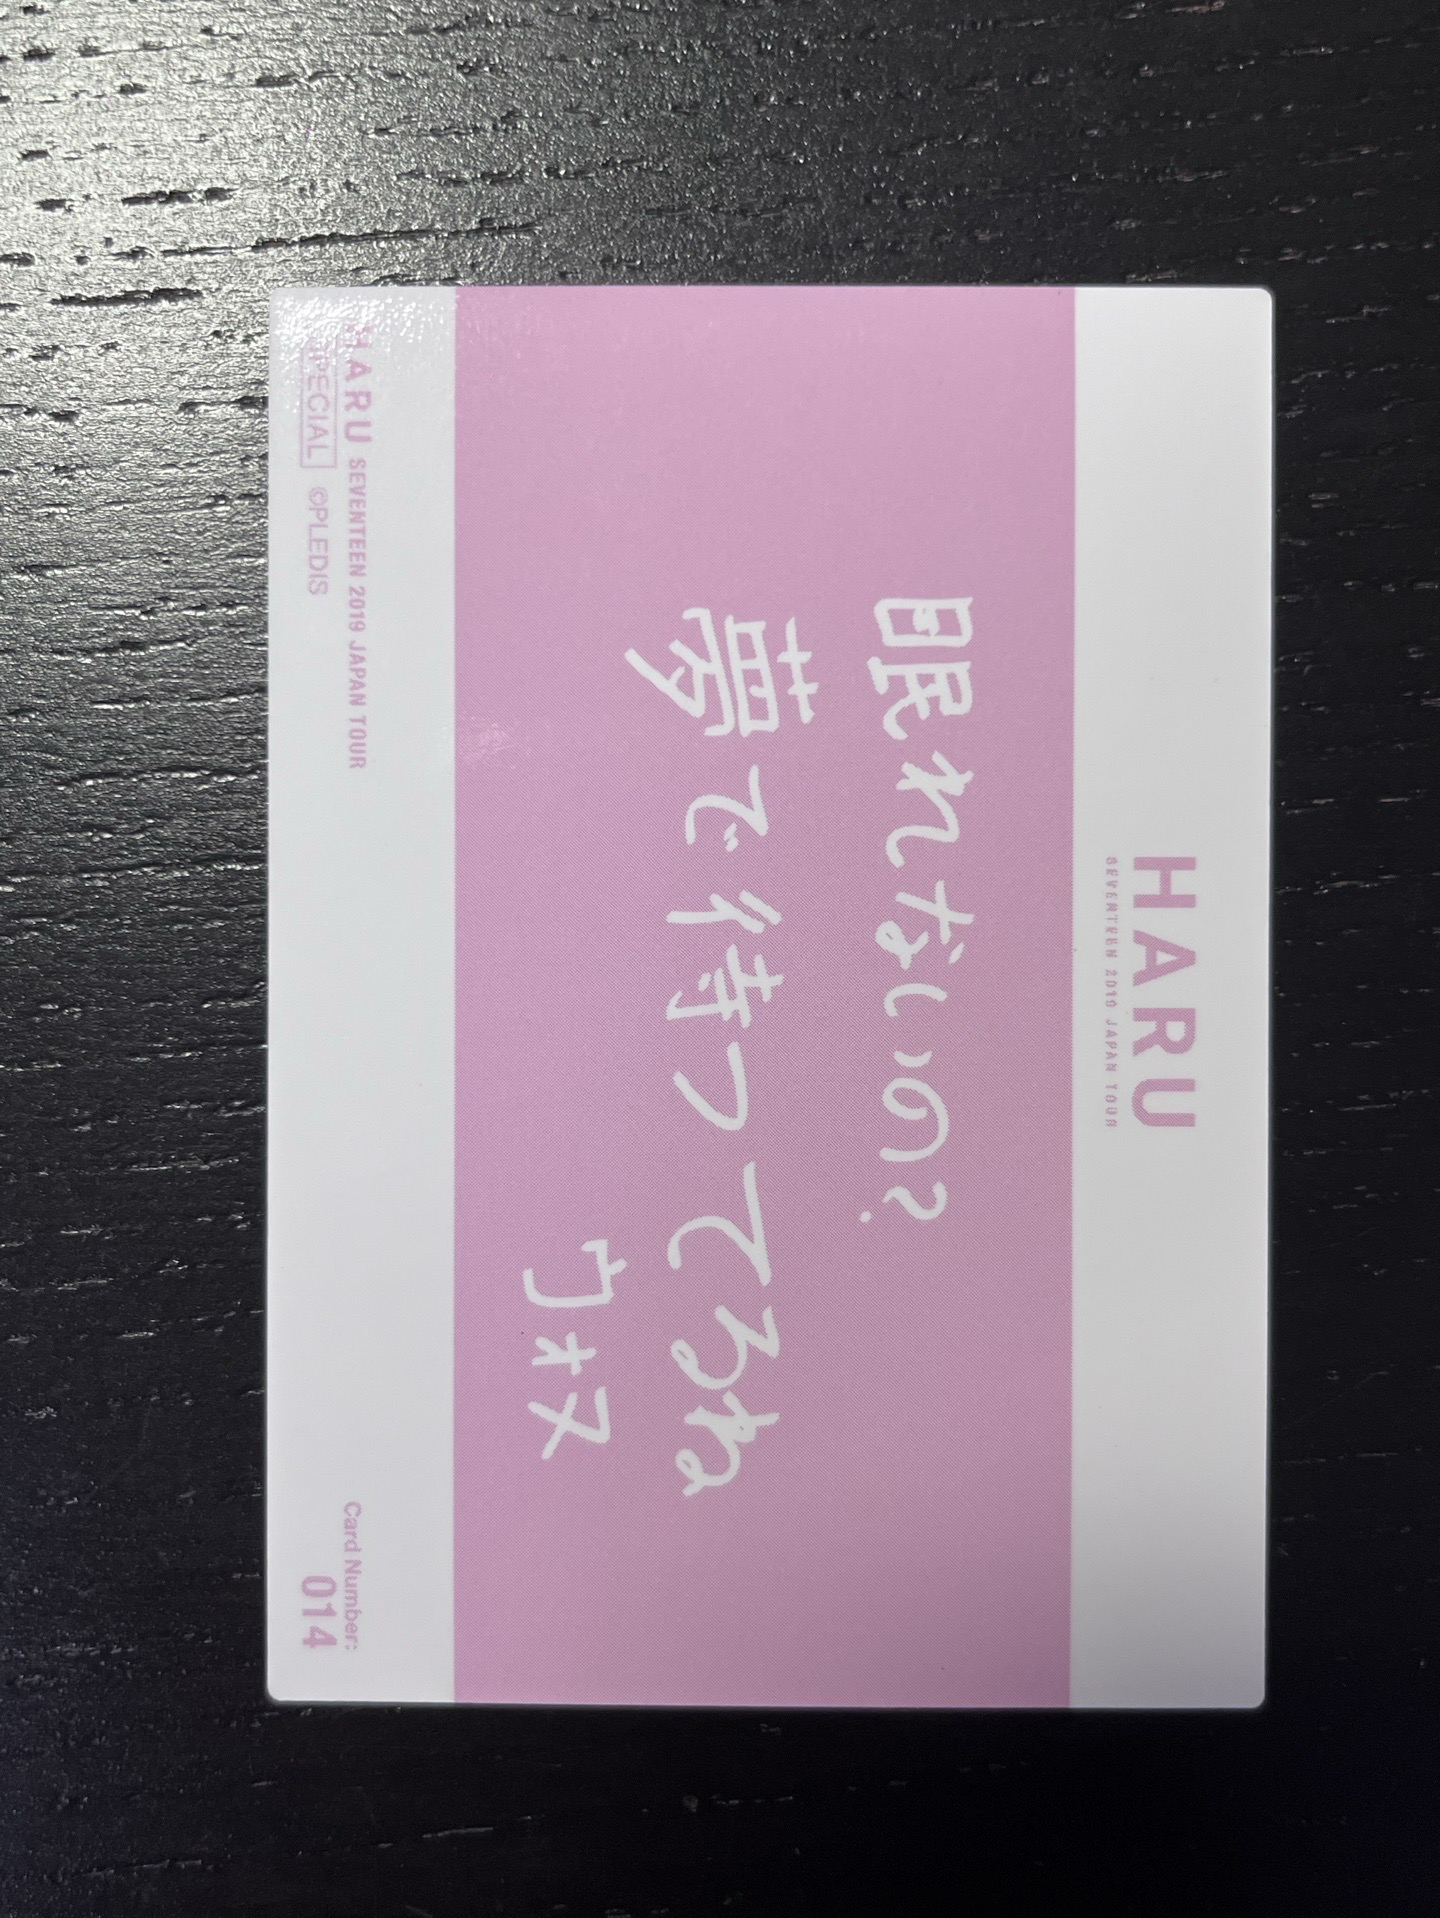 HARU
SEVENTEEN 2019 JAPAN TOUR
眠れないの?
夢で待ってるね
ウォヌ
HARU SEVENTEEN 2019 JAPAN TOUR
SPECIAL ©PLEDIS
Card Number:
014